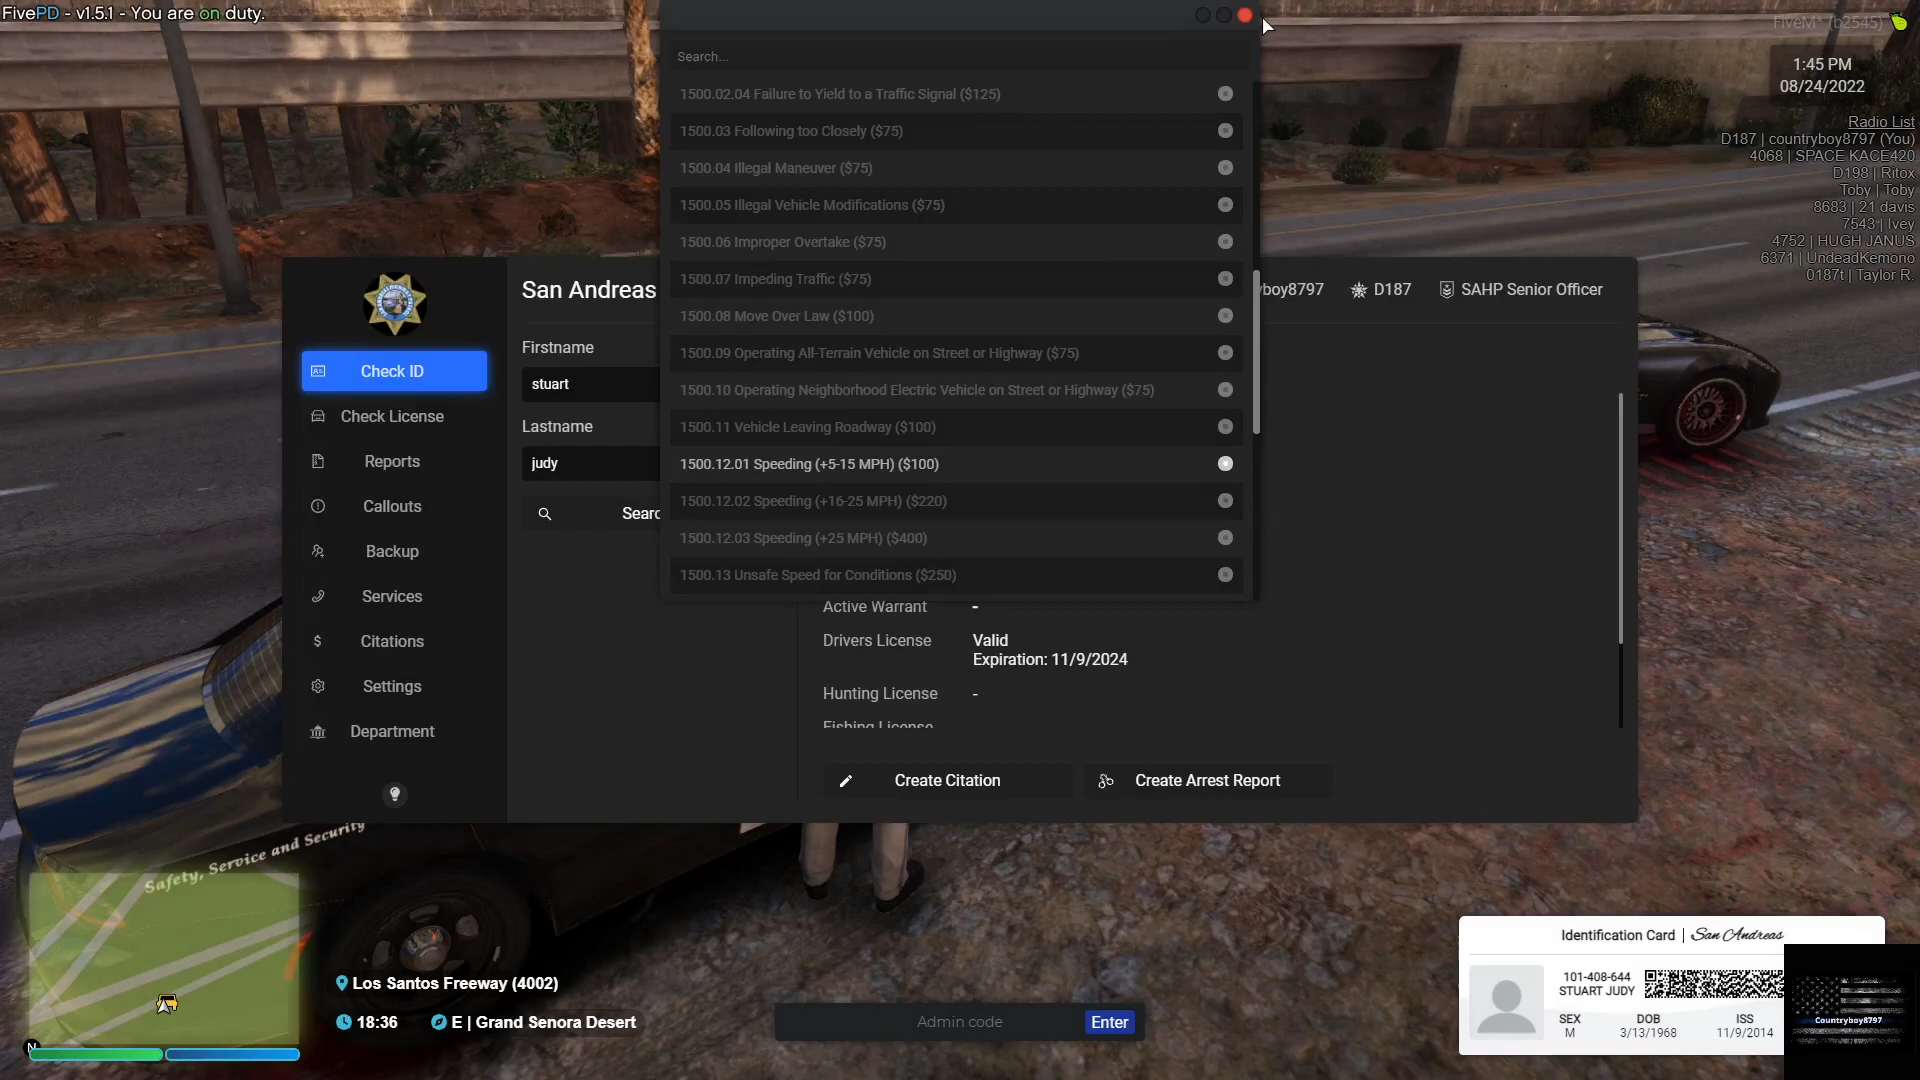 FivePD - v1.5.1 - You are on duty.
FiveM* (b2545)
1:45 PM
08/24/2022
Radio List
D187 | countryboy8797 (You)
4068 | SPACE KACE420
D198 | Ritox
Toby | Toby
8683 | 21 davis
7543 | Ivey
4752 | HUGH JANUS
6371 | UndeadKemono
0187t | Taylor R.
Search...
1500.02.04 Failure to Yield to a Traffic Signal ($125)
1500.03 Following too Closely ($75)
1500.04 Illegal Maneuver ($75)
1500.05 Illegal Vehicle Modifications ($75)
1500.06 Improper Overtake ($75)
1500.07 Impeding Traffic ($75)
1500.08 Move Over Law ($100)
1500.09 Operating All-Terrain Vehicle on Street or Highway ($75)
1500.10 Operating Neighborhood Electric Vehicle on Street or Highway ($75)
1500.11 Vehicle Leaving Roadway ($100)
1500.12.01 Speeding (+5-15 MPH) ($100)
1500.12.02 Speeding (+16-25 MPH) ($220)
1500.12.03 Speeding (+25 MPH) ($400)
1500.13 Unsafe Speed for Conditions ($250)
San Andreas
yboy8797
D187
SAHP Senior Officer
Check ID
Check License
Reports
Callouts
Backup
Services
Citations
Settings
Department
Firstname
stuart
Lastname
judy
Searc
Active Warrant -
Drivers License Valid
Expiration: 11/9/2024
Hunting License -
Fishing License
Create Citation
Create Arrest Report
Safety, Service and Security
N
Los Santos Freeway (4002)
18:36
E | Grand Senora Desert
Admin code
Enter
Identification Card | San Andreas
101-408-644
STUART JUDY
SEX
M
DOB
3/13/1968
ISS
11/9/2014
Countryboy8797